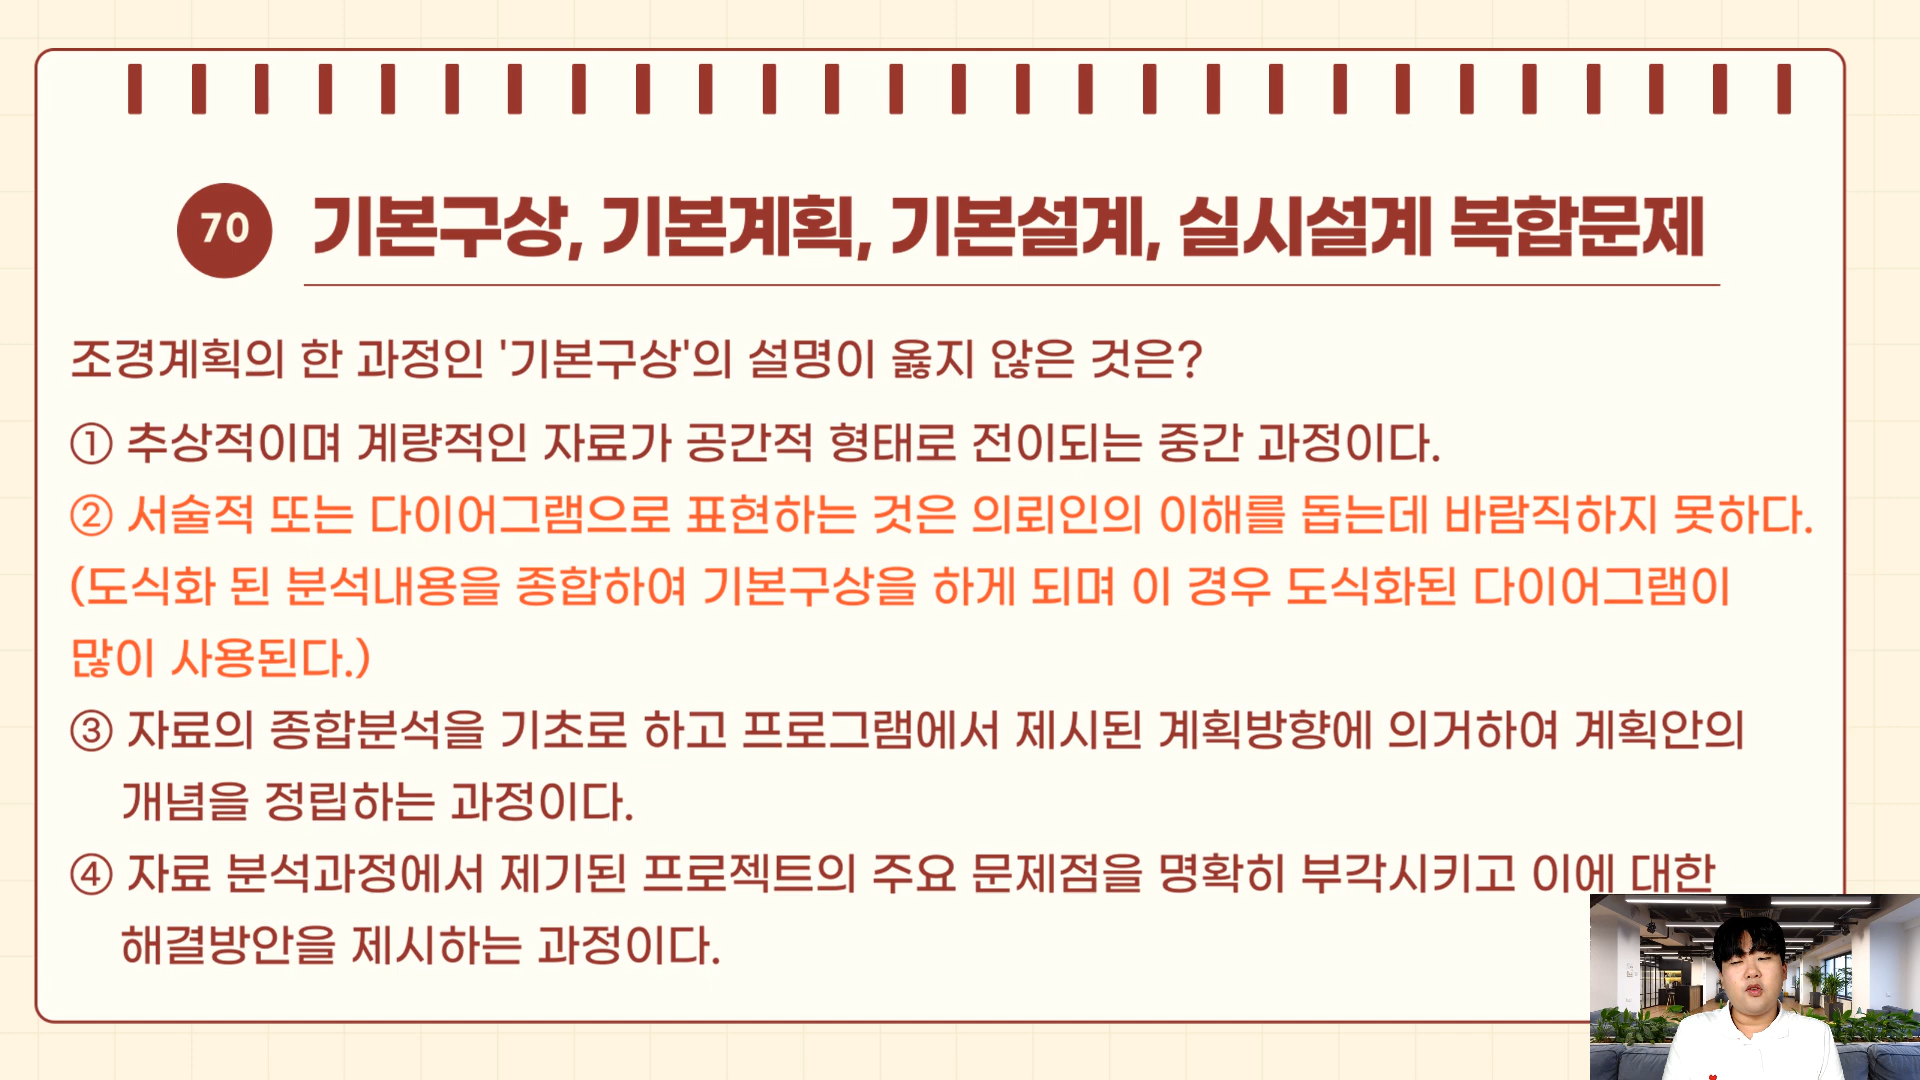 70 기본구상, 기본계획, 기본설계, 실시설계 복합문제
조경계획의 한 과정인 '기본구상'의 설명이 옳지 않은 것은?
① 추상적이며 계량적인 자료가 공간적 형태로 전이되는 중간 과정이다.
② 서술적 또는 다이어그램으로 표현하는 것은 의뢰인의 이해를 돕는데 바람직하지 못하다.
(도식화 된 분석내용을 종합하여 기본구상을 하게 되며 이 경우 도식화된 다이어그램이
많이 사용된다.)
③ 자료의 종합분석을 기초로 하고 프로그램에서 제시된 계획방향에 의거하여 계획안의
개념을 정립하는 과정이다.
④ 자료 분석과정에서 제기된 프로젝트의 주요 문제점을 명확히 부각시키고 이에 대한
해결방안을 제시하는 과정이다.